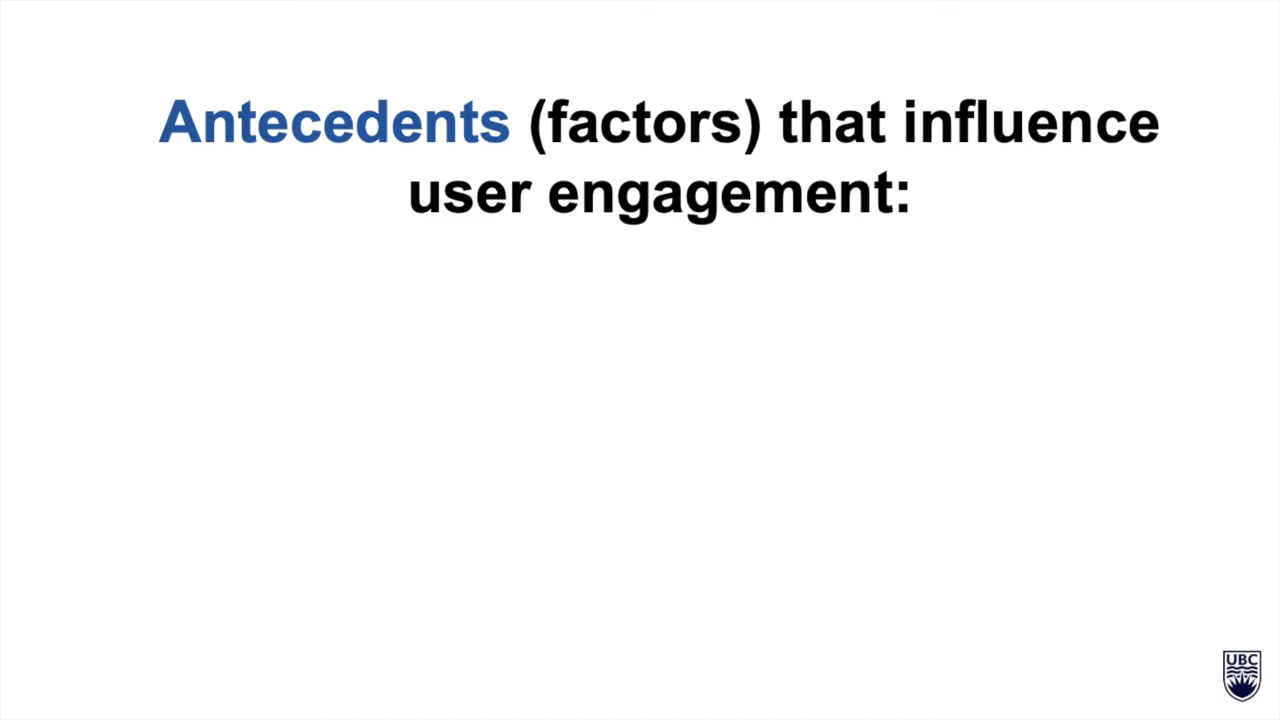 Antecedents (factors) that influence
user engagement:
UBC